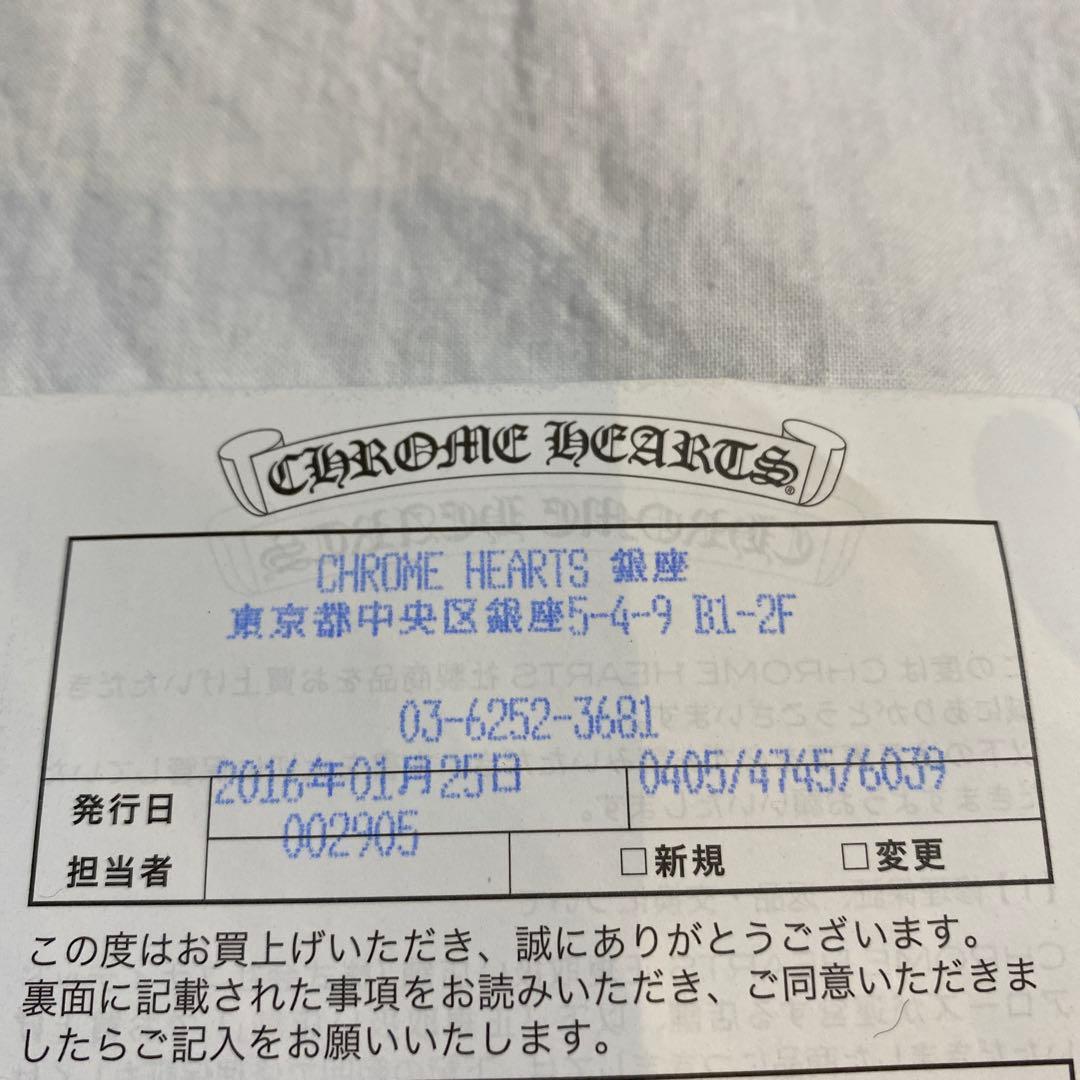 CHROME HEARTS®
CHROME HEARTS 銀座
東京都中央区銀座5-4-9 B1-2F
03-6252-3681
発行日 2016年01月25日 0405/4745/6039
担当者 002905 □新規 □変更
この度はお買上げいただき、誠にありがとうございます。
裏面に記載された事項をお読みいただき、ご同意いただきま
したらご記入をお願いいたします。